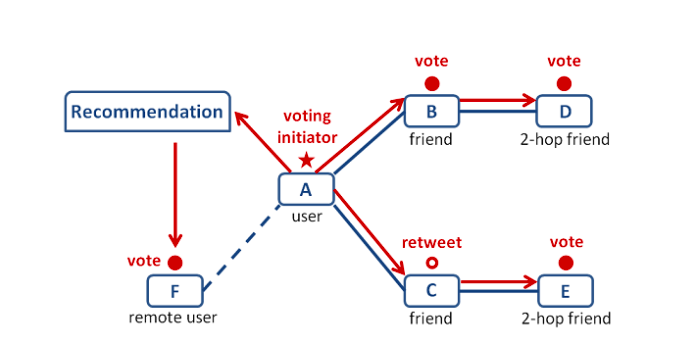 vote
vote
Recommendation
voting
initiator
B
D
friend
2-hop friend
A
user
retweet
vote
vote
F
C
E
remote user
friend
2-hop friend